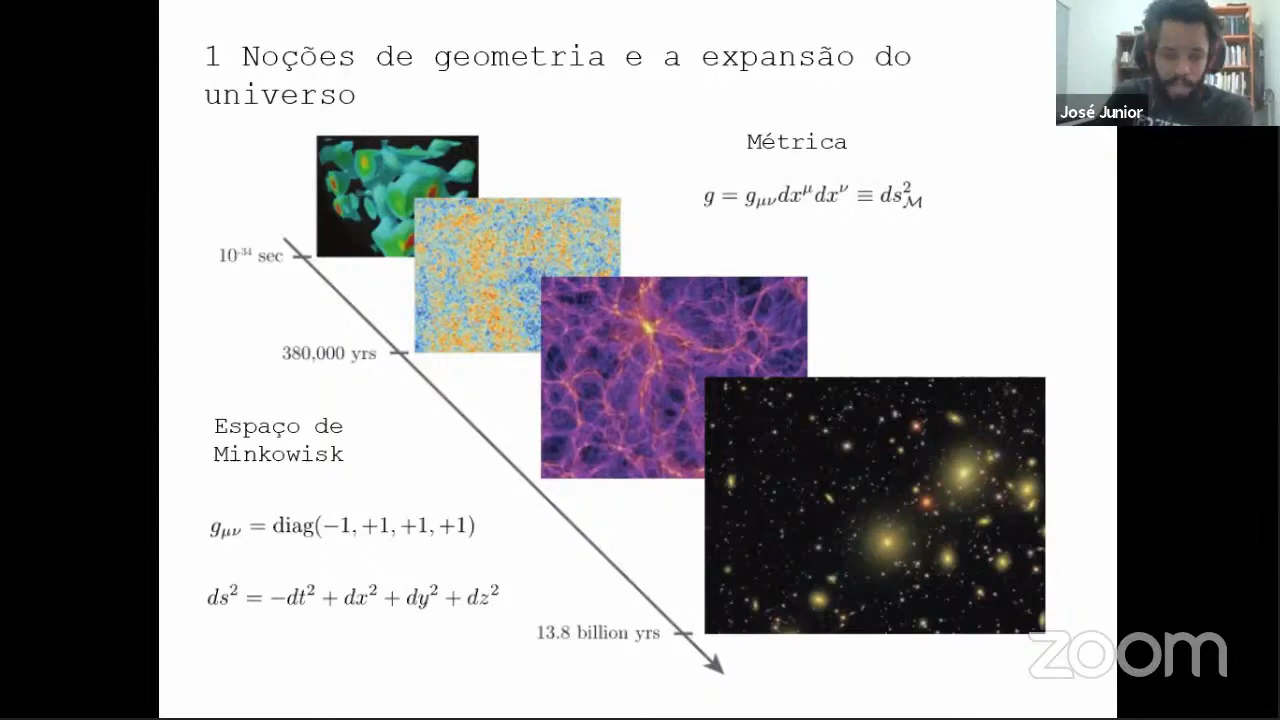 1 Noções de geometria e a expansão do
universo
José Junior
Métrica
g = g_{μν}dx^μdx^ν ≡ ds²_ℳ
10⁻³⁴ sec
380,000 yrs
Espaço de
Minkowisk
g_{μν} = diag(−1, +1, +1, +1)
ds² = −dt² + dx² + dy² + dz²
13.8 billion yrs
zoom